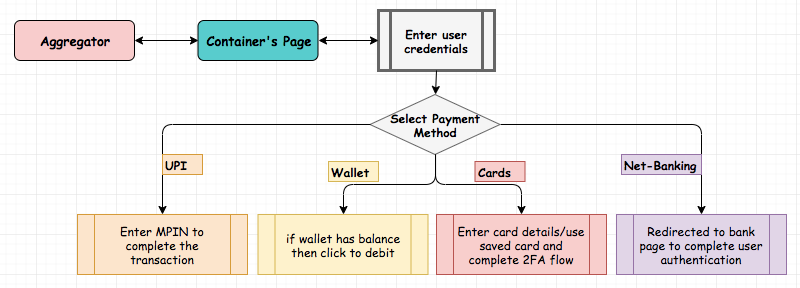 Aggregator
Container's Page
Enter user
credentials
Select Payment
Method
UPI
Wallet
Cards
Net-Banking
Enter MPIN to
complete the
transaction
if wallet has balance
then click to debit
Enter card details/use
saved card and
complete 2FA flow
Redirected to bank
page to complete user
authentication